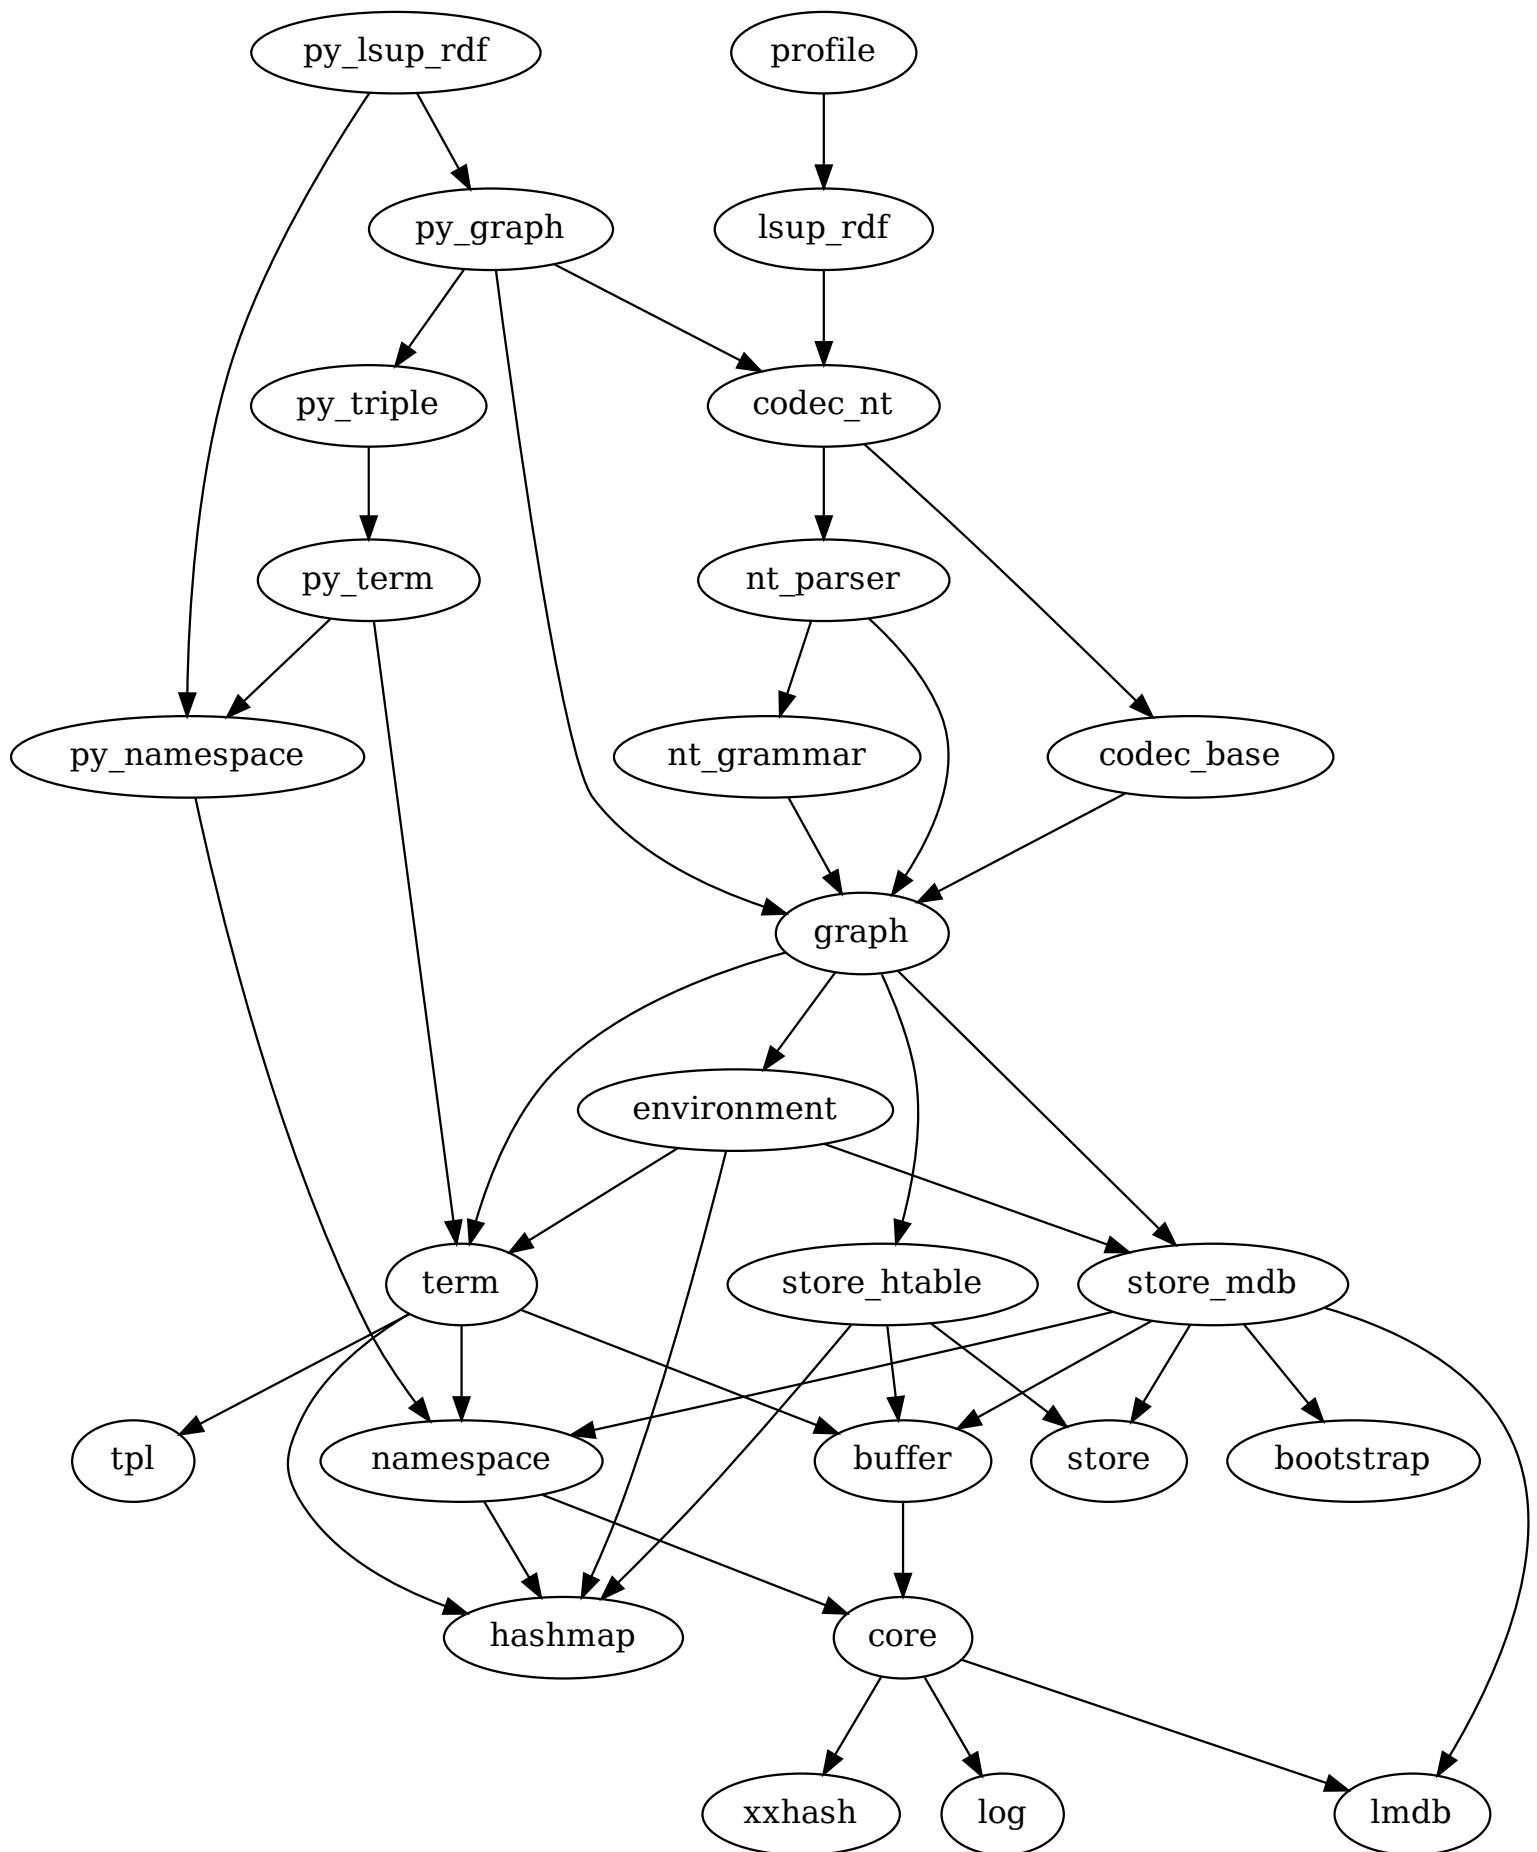 py_lsup_rdf
profile
py_graph
lsup_rdf
py_triple
codec_nt
py_term
nt_parser
py_namespace
nt_grammar
codec_base
graph
environment
term
store_htable
store_mdb
tpl
namespace
buffer
store
bootstrap
hashmap
core
xxhash
log
lmdb